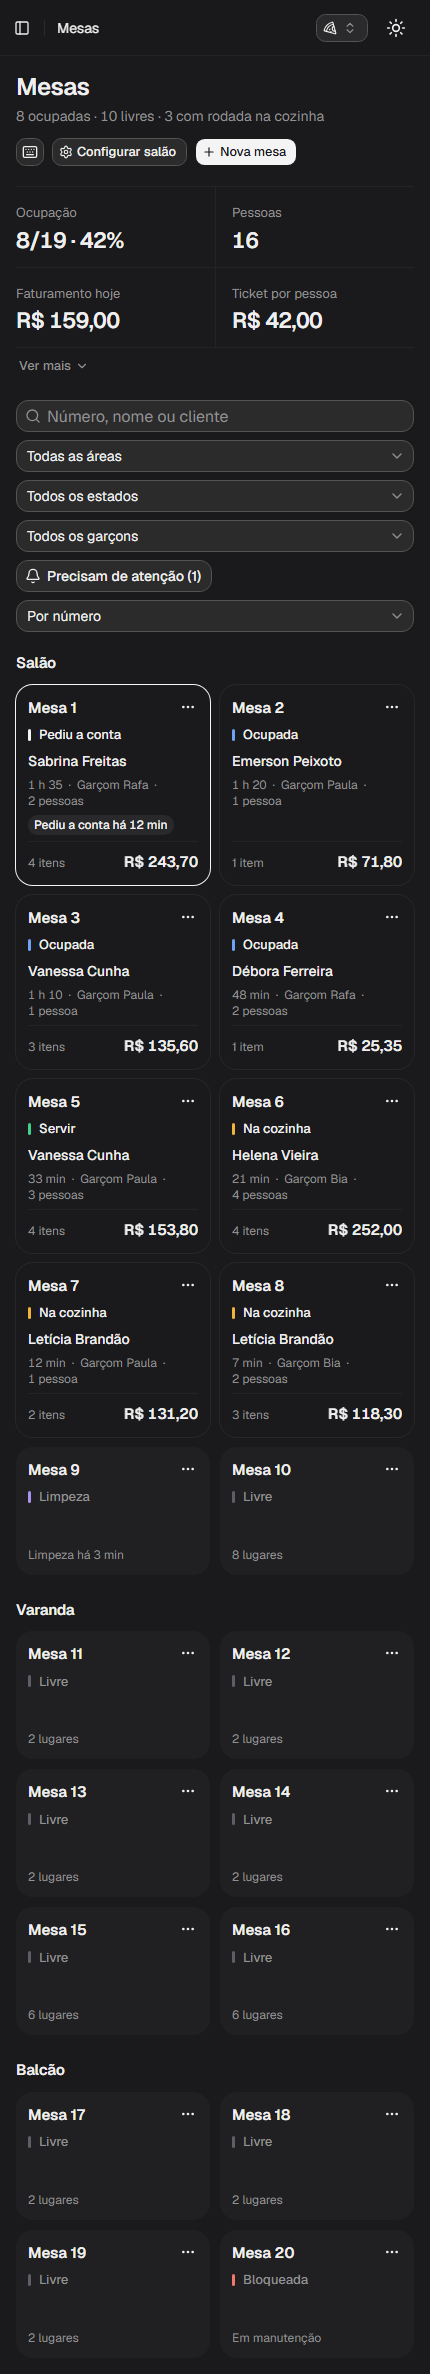 Mesas
Mesas
8 ocupadas · 10 livres · 3 com rodada na cozinha
Configurar salão
Nova mesa
Ocupação
8/19 · 42%
Pessoas
16
Faturamento hoje
R$ 159,00
Ticket por pessoa
R$ 42,00
Ver mais
Número, nome ou cliente
Todas as áreas
Todos os estados
Todos os garçons
Precisam de atenção (1)
Por número
Salão
Mesa 1
Pediu a conta
Sabrina Freitas
1 h 35 · Garçom Rafa ·
2 pessoas
Pediu a conta há 12 min
4 itens
R$ 243,70
Mesa 2
Ocupada
Emerson Peixoto
1 h 20 · Garçom Paula ·
1 pessoa
1 item
R$ 71,80
Mesa 3
Ocupada
Vanessa Cunha
1 h 10 · Garçom Paula ·
1 pessoa
3 itens
R$ 135,60
Mesa 4
Ocupada
Débora Ferreira
48 min · Garçom Rafa ·
2 pessoas
1 item
R$ 25,35
Mesa 5
Servir
Vanessa Cunha
33 min · Garçom Paula ·
3 pessoas
4 itens
R$ 153,80
Mesa 6
Na cozinha
Helena Vieira
21 min · Garçom Bia ·
4 pessoas
4 itens
R$ 252,00
Mesa 7
Na cozinha
Letícia Brandão
12 min · Garçom Paula ·
1 pessoa
2 itens
R$ 131,20
Mesa 8
Na cozinha
Letícia Brandão
7 min · Garçom Bia ·
2 pessoas
3 itens
R$ 118,30
Mesa 9
Limpeza
Limpeza há 3 min
Mesa 10
Livre
8 lugares
Varanda
Mesa 11
Livre
2 lugares
Mesa 12
Livre
2 lugares
Mesa 13
Livre
2 lugares
Mesa 14
Livre
2 lugares
Mesa 15
Livre
6 lugares
Mesa 16
Livre
6 lugares
Balcão
Mesa 17
Livre
2 lugares
Mesa 18
Livre
2 lugares
Mesa 19
Livre
2 lugares
Mesa 20
Bloqueada
Em manutenção